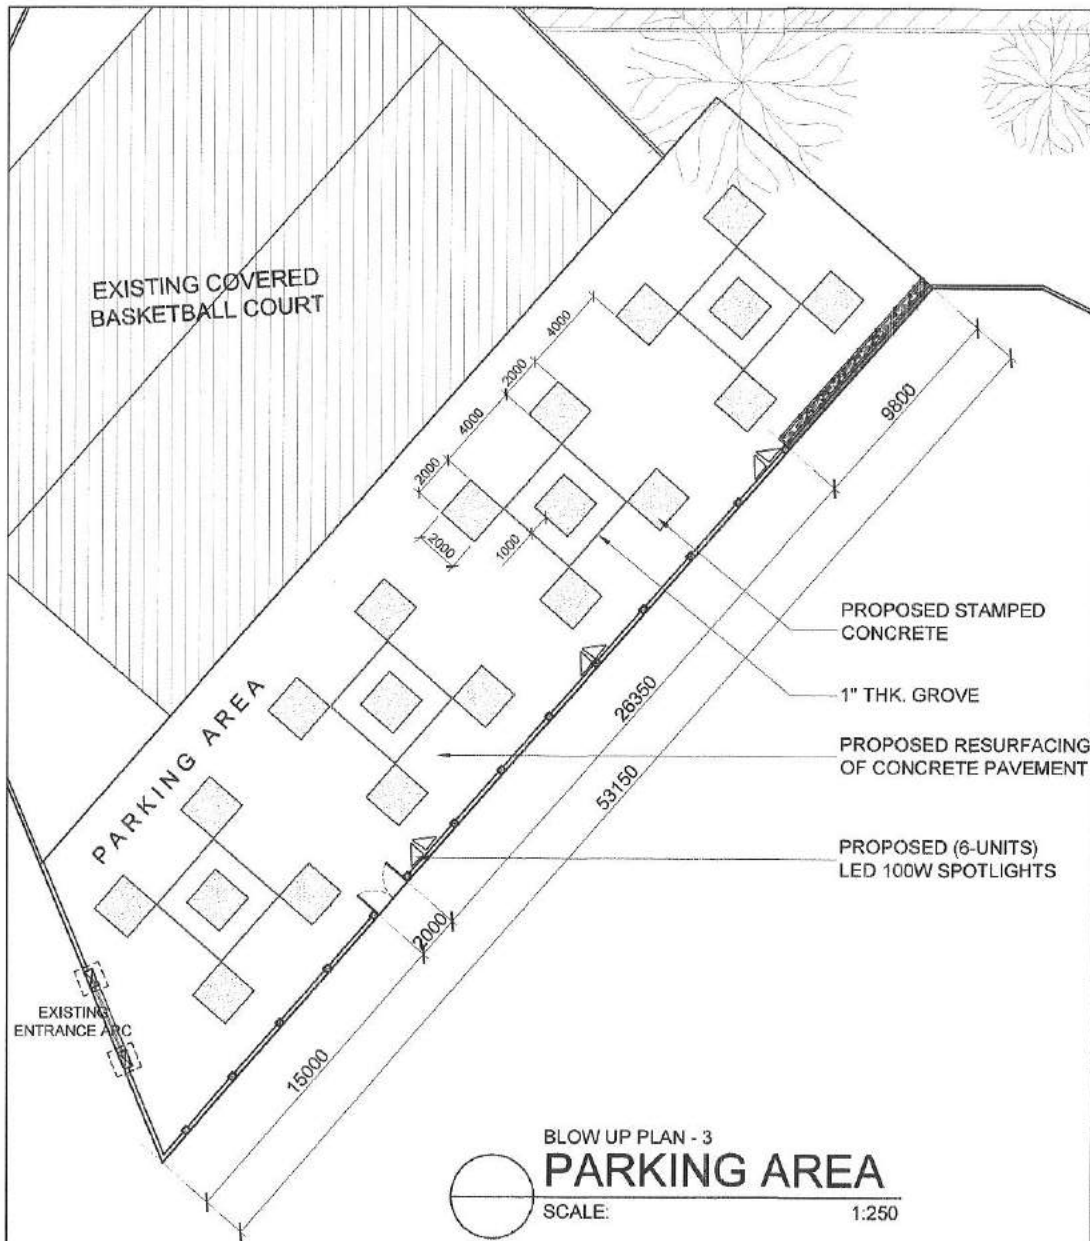 EXISTING COVERED
BASKETBALL COURT
4000
2000
4000
2000
2000
1000
9800
PROPOSED STAMPED
CONCRETE
1" THK. GROVE
26350
PROPOSED RESURFACING
OF CONCRETE PAVEMENT
53150
PARKING AREA
PROPOSED (6-UNITS)
LED 100W SPOTLIGHTS
2000
EXISTING
ENTRANCE ARC
15000
BLOW UP PLAN - 3
PARKING AREA
SCALE: 1:250